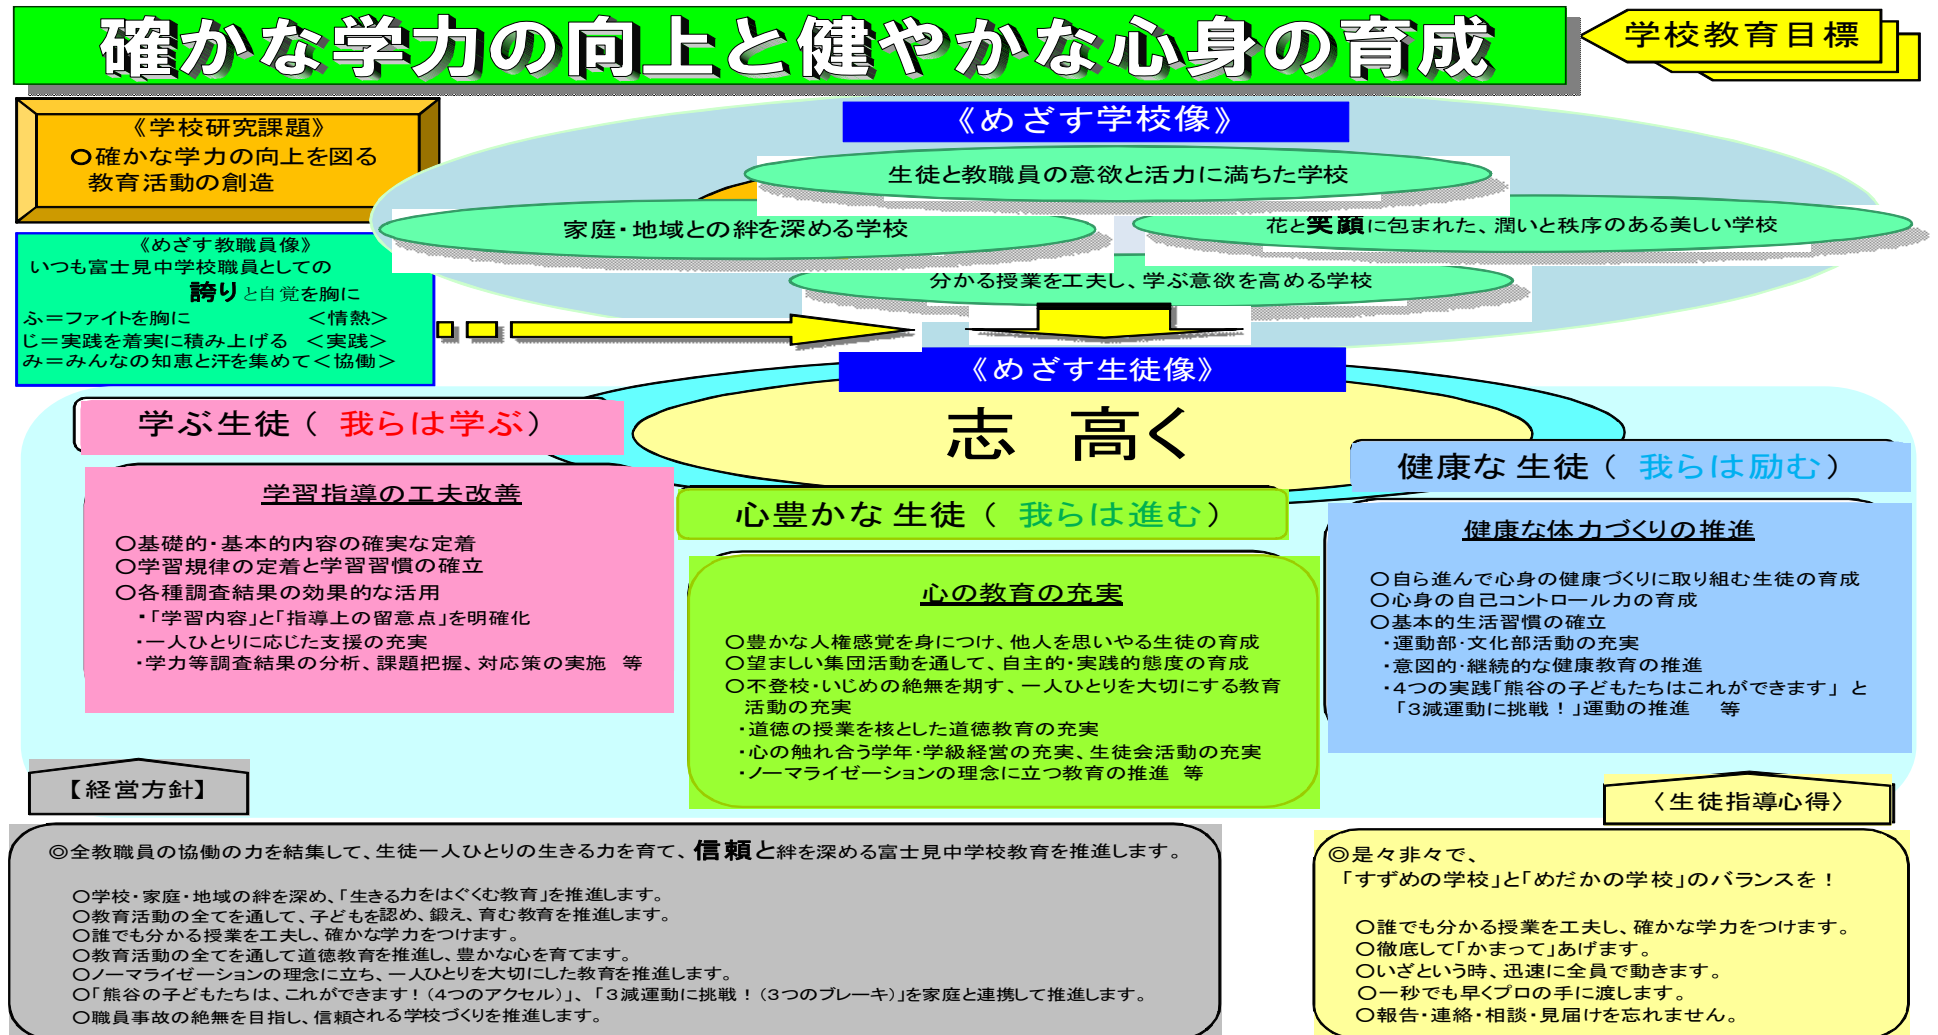 確かな学力の向上と健やかな心身の育成
学校教育目標
《学校研究課題》
〇確かな学力の向上を図る
教育活動の創造
《めざす学校像》
生徒と教職員の意欲と活力に満ちた学校
家庭・地域との絆を深める学校
花と笑顔に包まれた、潤いと秩序のある美しい学校
分かる授業を工夫し、学ぶ意欲を高める学校
《めざす教職員像》
いつも富士見中学校職員としての
誇りと自覚を胸に
ふ＝ファイトを胸に　　＜情熱＞
じ＝実践を着実に積み上げる　＜実践＞
み＝みんなの知恵と汗を集めて＜協働＞
《めざす生徒像》
志　高く
学ぶ生徒（ 我らは学ぶ）
学習指導の工夫改善
〇基礎的・基本的内容の確実な定着
〇学習規律の定着と学習習慣の確立
〇各種調査結果の効果的な活用
・「学習内容」と「指導上の留意点」を明確化
・一人ひとりに応じた支援の充実
・学力等調査結果の分析、課題把握、対応策の実施　等
心豊かな 生徒（ 我らは進む）
心の教育の充実
〇豊かな人権感覚を身につけ、他人を思いやる生徒の育成
〇望ましい集団活動を通して、自主的・実践的態度の育成
〇不登校・いじめの絶無を期す、一人ひとりを大切にする教育
活動の充実
・道徳の授業を核とした道徳教育の充実
・心の触れ合う学年・学級経営の充実、生徒会活動の充実
・ノーマライゼーションの理念に立つ教育の推進　等
健康な 生徒（ 我らは励む）
健康な体力づくりの推進
〇自ら進んで心身の健康づくりに取り組む生徒の育成
〇心身の自己コントロール力の育成
〇基本的生活習慣の確立
・運動部・文化部活動の充実
・意図的・継続的な健康教育の推進
・4つの実践「熊谷の子どもたちはこれができます」 と
「３減運動に挑戦！」運動の推進　等
【経営方針】
◎全教職員の協働の力を結集して、生徒一人ひとりの生きる力を育て、信頼と絆を深める富士見中学校教育を推進します。
〇学校・家庭・地域の絆を深め、「生きる力をはぐくむ教育」を推進します。
〇教育活動の全てを通して、子どもを認め、鍛え、育む教育を推進します。
〇誰でも分かる授業を工夫し、確かな学力をつけます。
〇教育活動の全てを通して道徳教育を推進し、豊かな心を育てます。
〇ノーマライゼーションの理念に立ち、一人ひとりを大切にした教育を推進します。
〇「熊谷の子どもたちは、これができます！（４つのアクセル）」、「３減運動に挑戦！（３つのブレーキ）」を家庭と連携して推進します。
〇職員事故の絶無を目指し、信頼される学校づくりを推進します。
〈生徒指導心得〉
◎是々非々で、
「すずめの学校」と「めだかの学校」のバランスを！
〇誰でも分かる授業を工夫し、確かな学力をつけます。
〇徹底して「かまって」あげます。
〇いざという時、迅速に全員で動きます。
〇一秒でも早くプロの手に渡します。
〇報告・連絡・相談・見届けを忘れません。